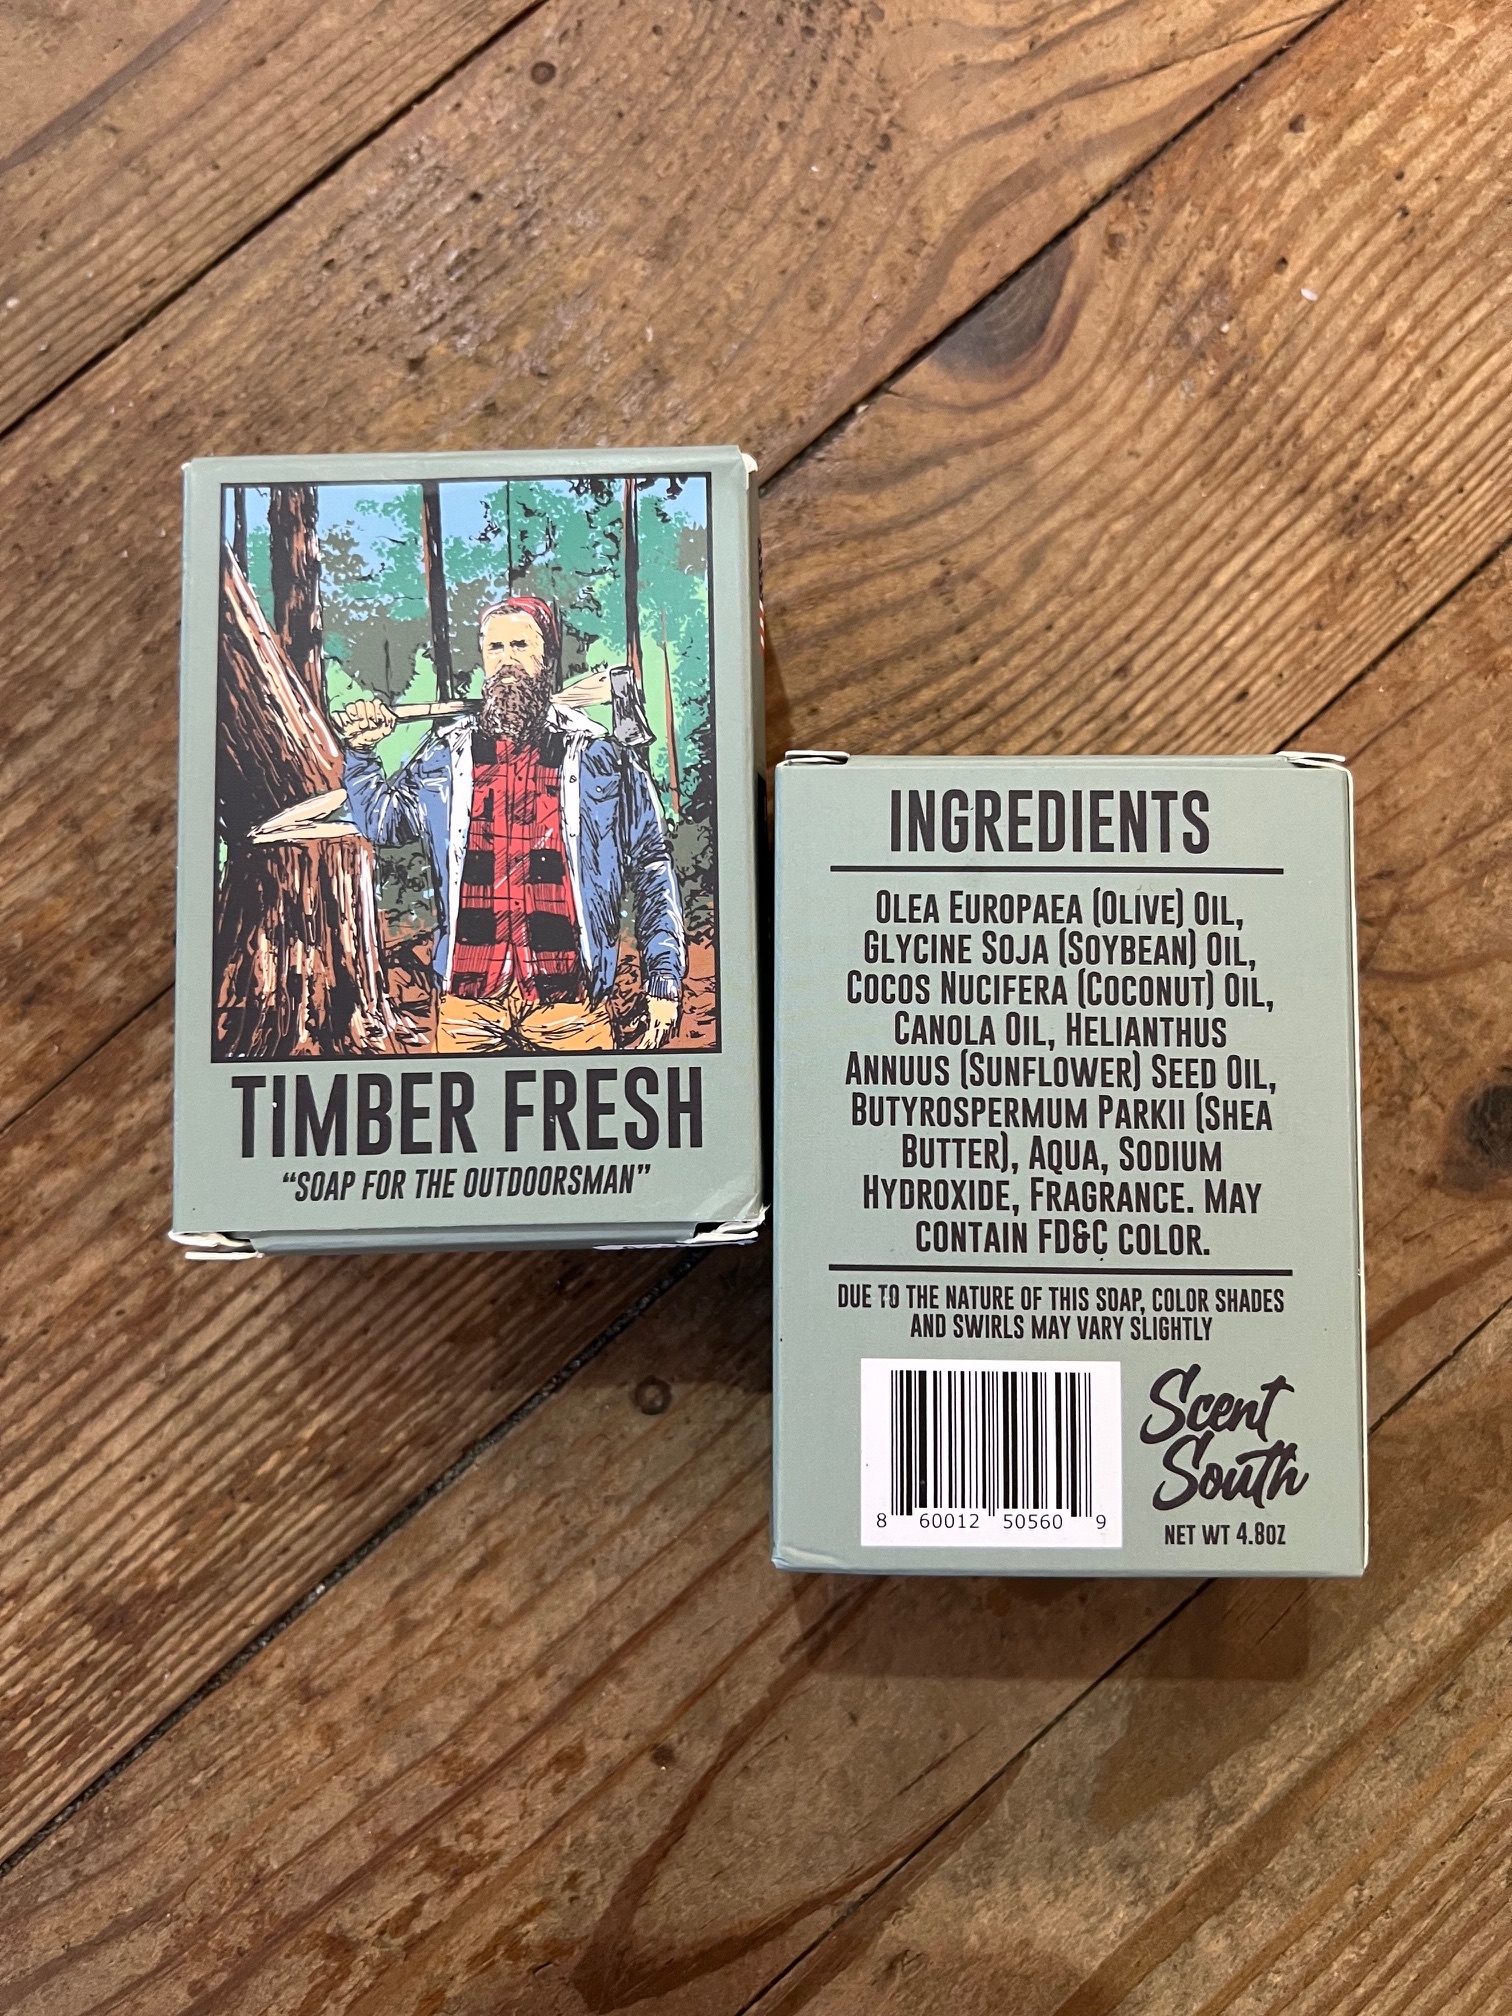 TIMBER FRESH
“SOAP FOR THE OUTDOORSMAN”
INGREDIENTS
OLEA EUROPAEA (OLIVE) OIL,
GLYCINE SOJA (SOYBEAN) OIL,
COCOS NUCIFERA (COCONUT) OIL,
CANOLA OIL, HELIANTHUS
ANNUUS (SUNFLOWER) SEED OIL,
BUTYROSPERMUM PARKII (SHEA
BUTTER), AQUA, SODIUM
HYDROXIDE, FRAGRANCE. MAY
CONTAIN FD&C COLOR.
DUE TO THE NATURE OF THIS SOAP, COLOR SHADES
AND SWIRLS MAY VARY SLIGHTLY
8 60012 50560 9
Scent
South
NET WT 4.8OZ